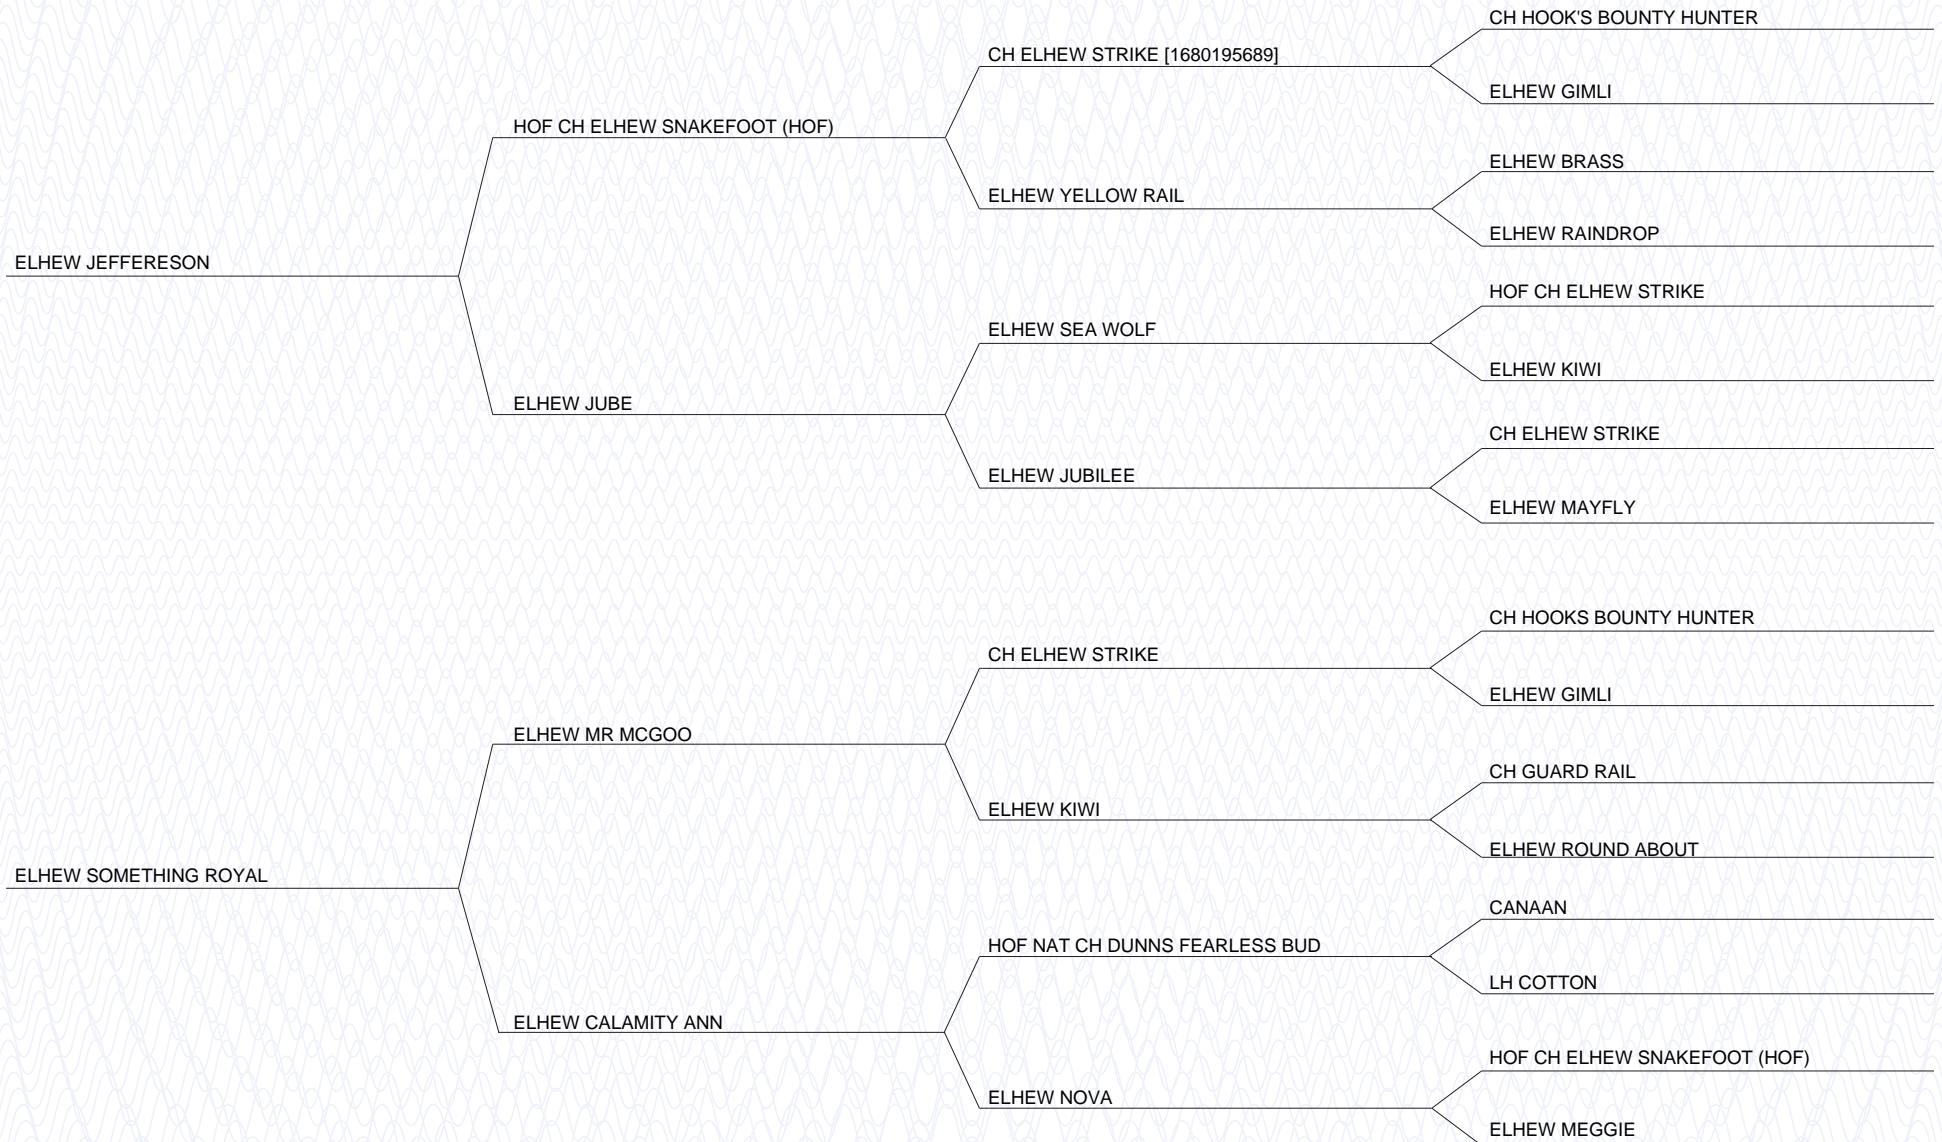 CH HOOK'S BOUNTY HUNTER
CH ELHEW STRIKE [1680195689]
ELHEW GIMLI
HOF CH ELHEW SNAKEFOOT (HOF)
ELHEW BRASS
ELHEW YELLOW RAIL
ELHEW RAINDROP
ELHEW JEFFERESON
HOF CH ELHEW STRIKE
ELHEW SEA WOLF
ELHEW KIWI
ELHEW JUBE
CH ELHEW STRIKE
ELHEW JUBILEE
ELHEW MAYFLY
CH HOOKS BOUNTY HUNTER
CH ELHEW STRIKE
ELHEW GIMLI
ELHEW MR MCGOO
CH GUARD RAIL
ELHEW KIWI
ELHEW ROUND ABOUT
ELHEW SOMETHING ROYAL
CANAAN
HOF NAT CH DUNNS FEARLESS BUD
LH COTTON
ELHEW CALAMITY ANN
HOF CH ELHEW SNAKEFOOT (HOF)
ELHEW NOVA
ELHEW MEGGIE